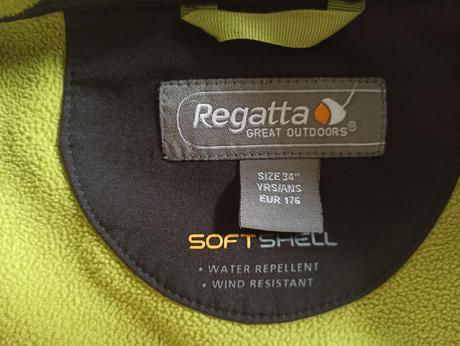 Regatta
GREAT OUTDOORS®
SIZE 34"
YRS/ANS
EUR 176
SOFTSHELL
• WATER REPELLENT
• WIND RESISTANT